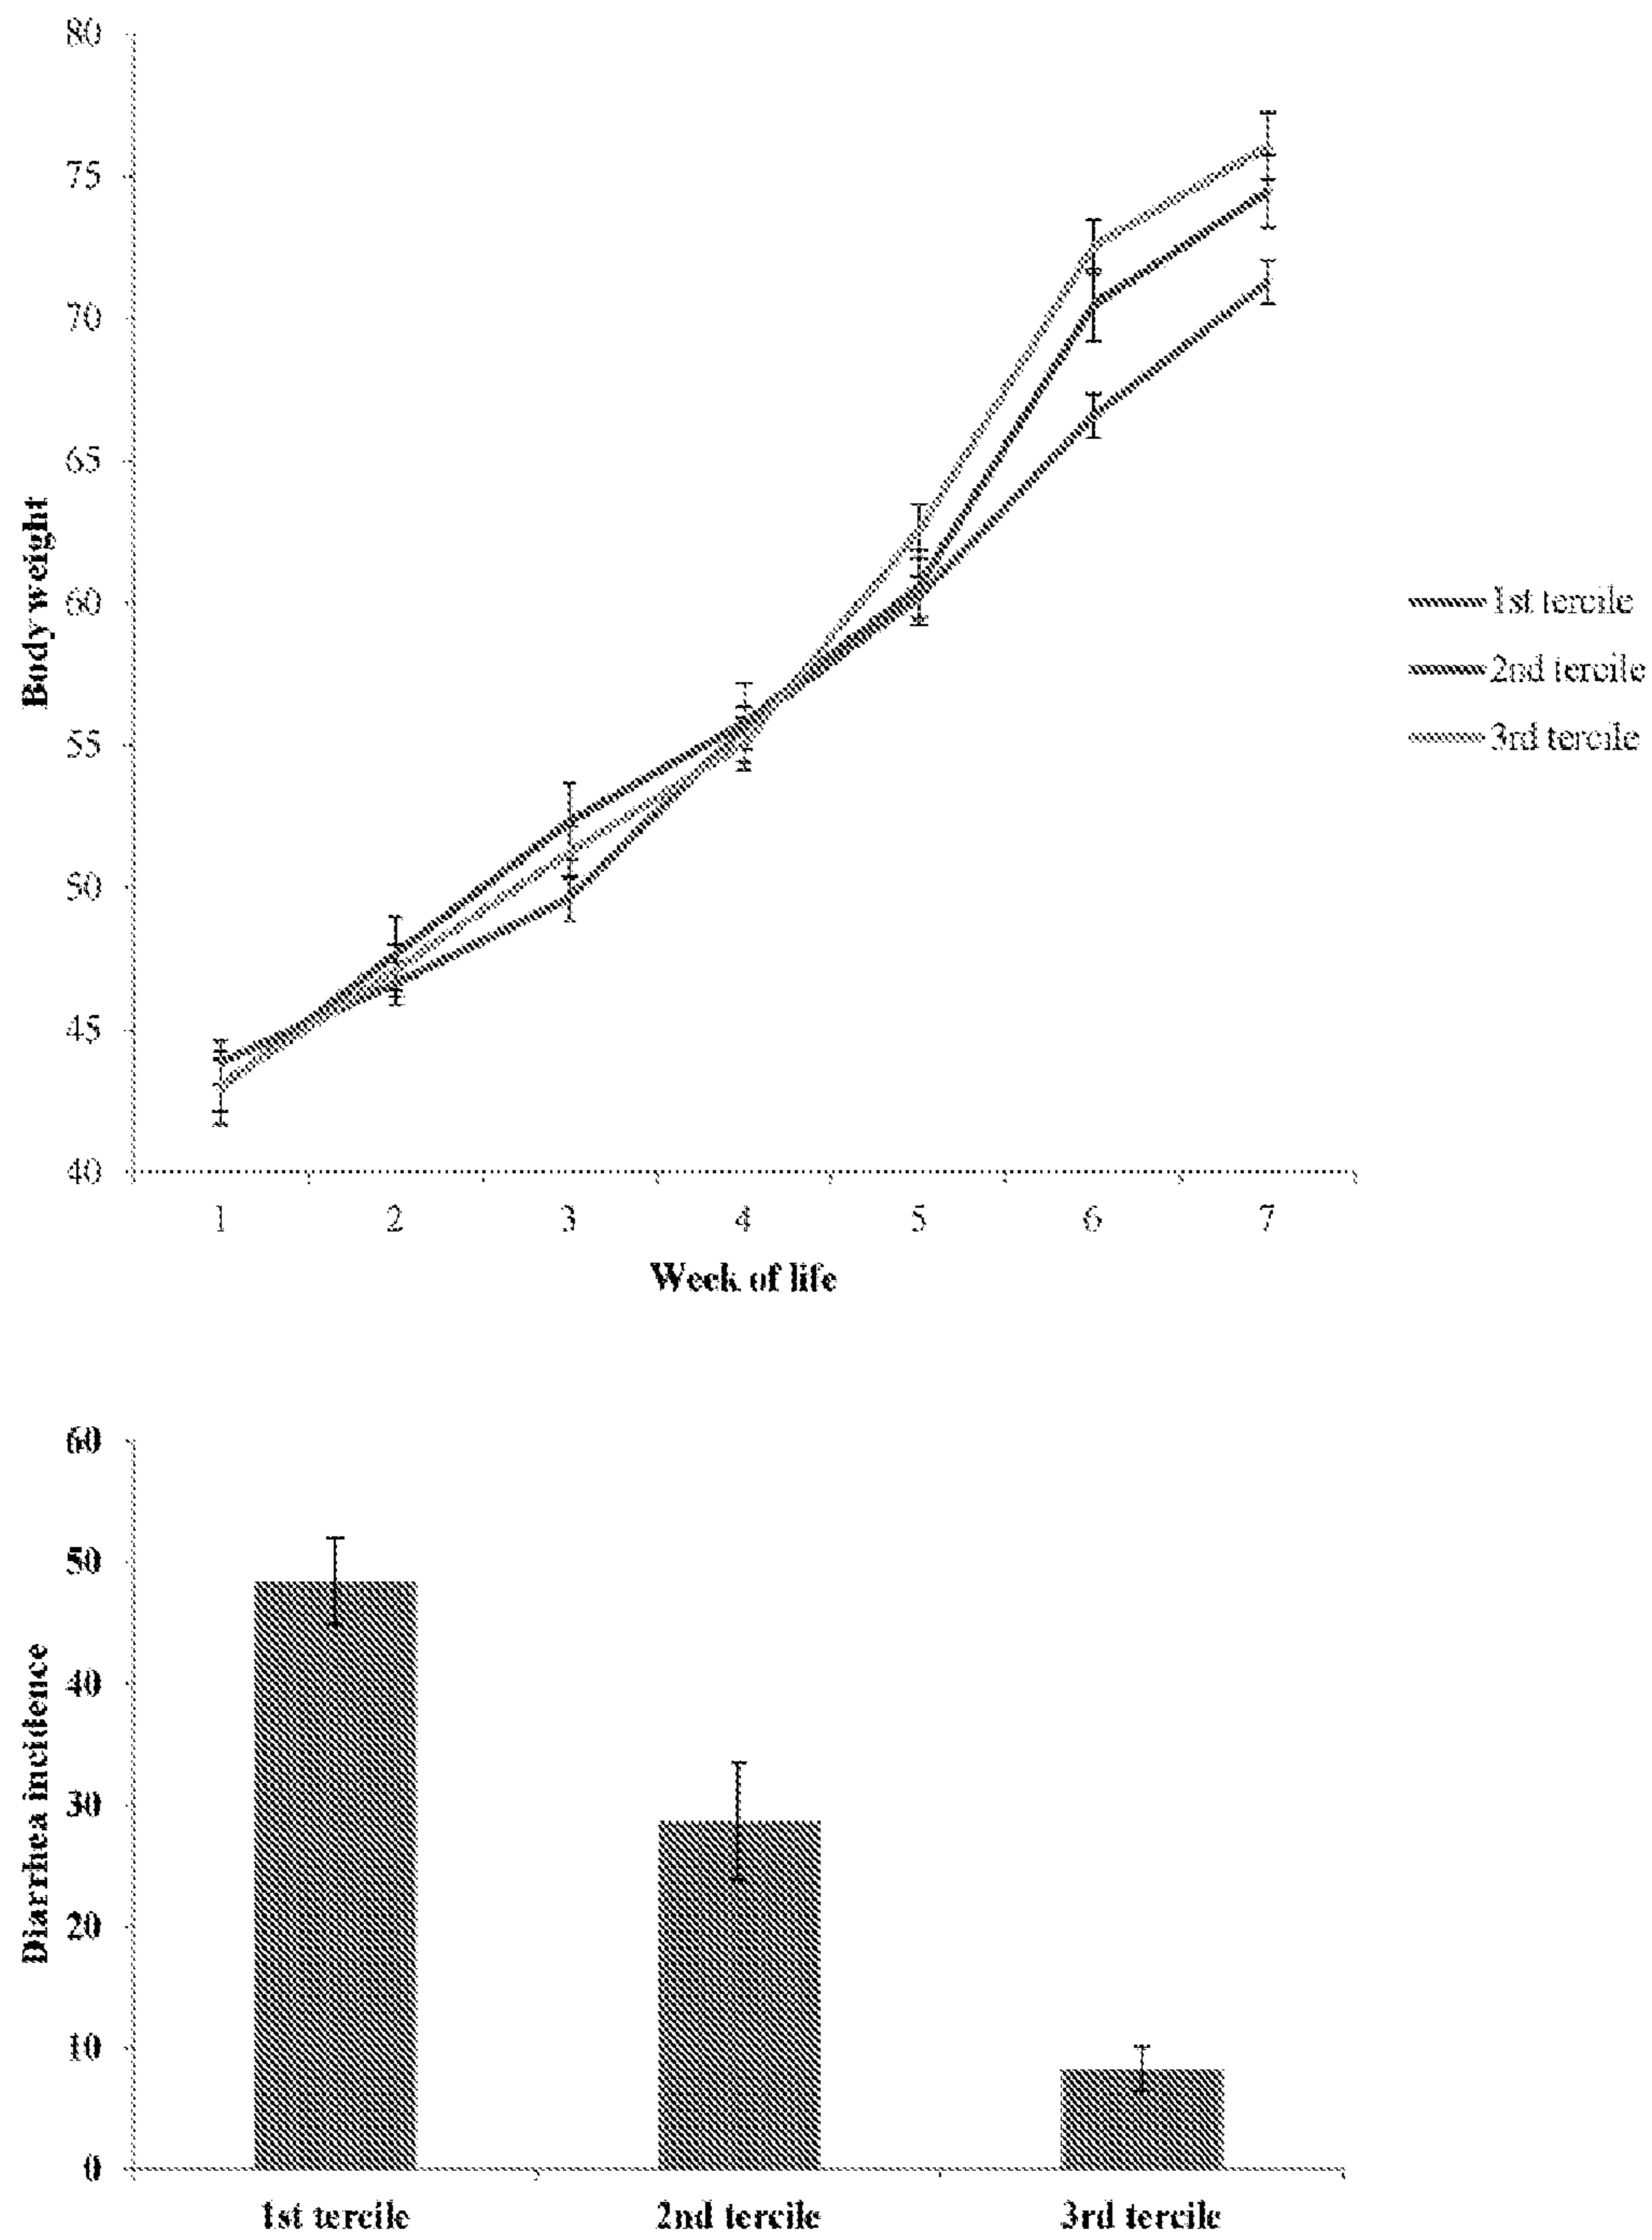 80
75
70
65
60
55
50
45
40
Body weight
1 2 3 4 5 6 7
Week of life
1st tercile
2nd tercile
3rd tercile
60
50
40
30
20
10
0
Diarrhea incidence
1st tercile 2nd tercile 3rd tercile